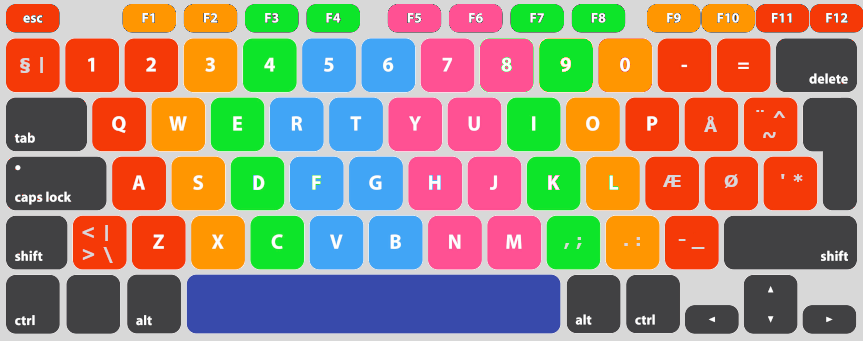 esc F1 F2 F3 F4 F5 F6 F7 F8 F9 F10 F11 F12
§ | 1 2 3 4 5 6 7 8 9 0 - = delete
tab Q W E R T Y U I O P Å ¨ ^ ~
• caps lock A S D F G H J K L Æ Ø ' *
shift < | > \ Z X C V B N M , ; . : - _ shift
ctrl alt alt ctrl ◄ ▲ ▼ ►